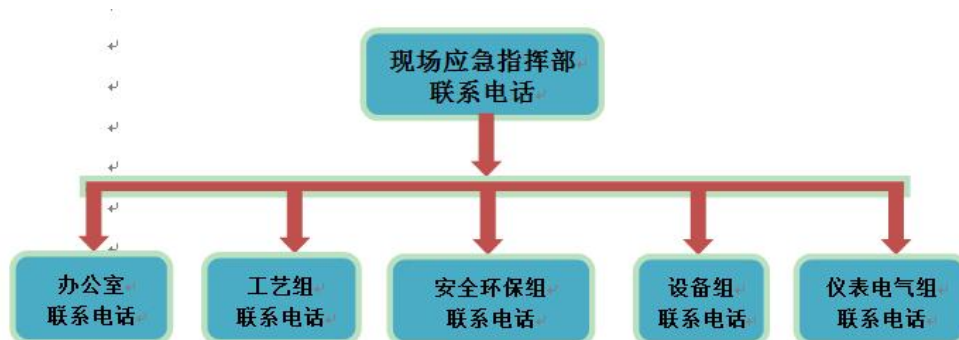 现场应急指挥部
联系电话
办公室
联系电话
工艺组
联系电话
安全环保组
联系电话
设备组
联系电话
仪表电气组
联系电话